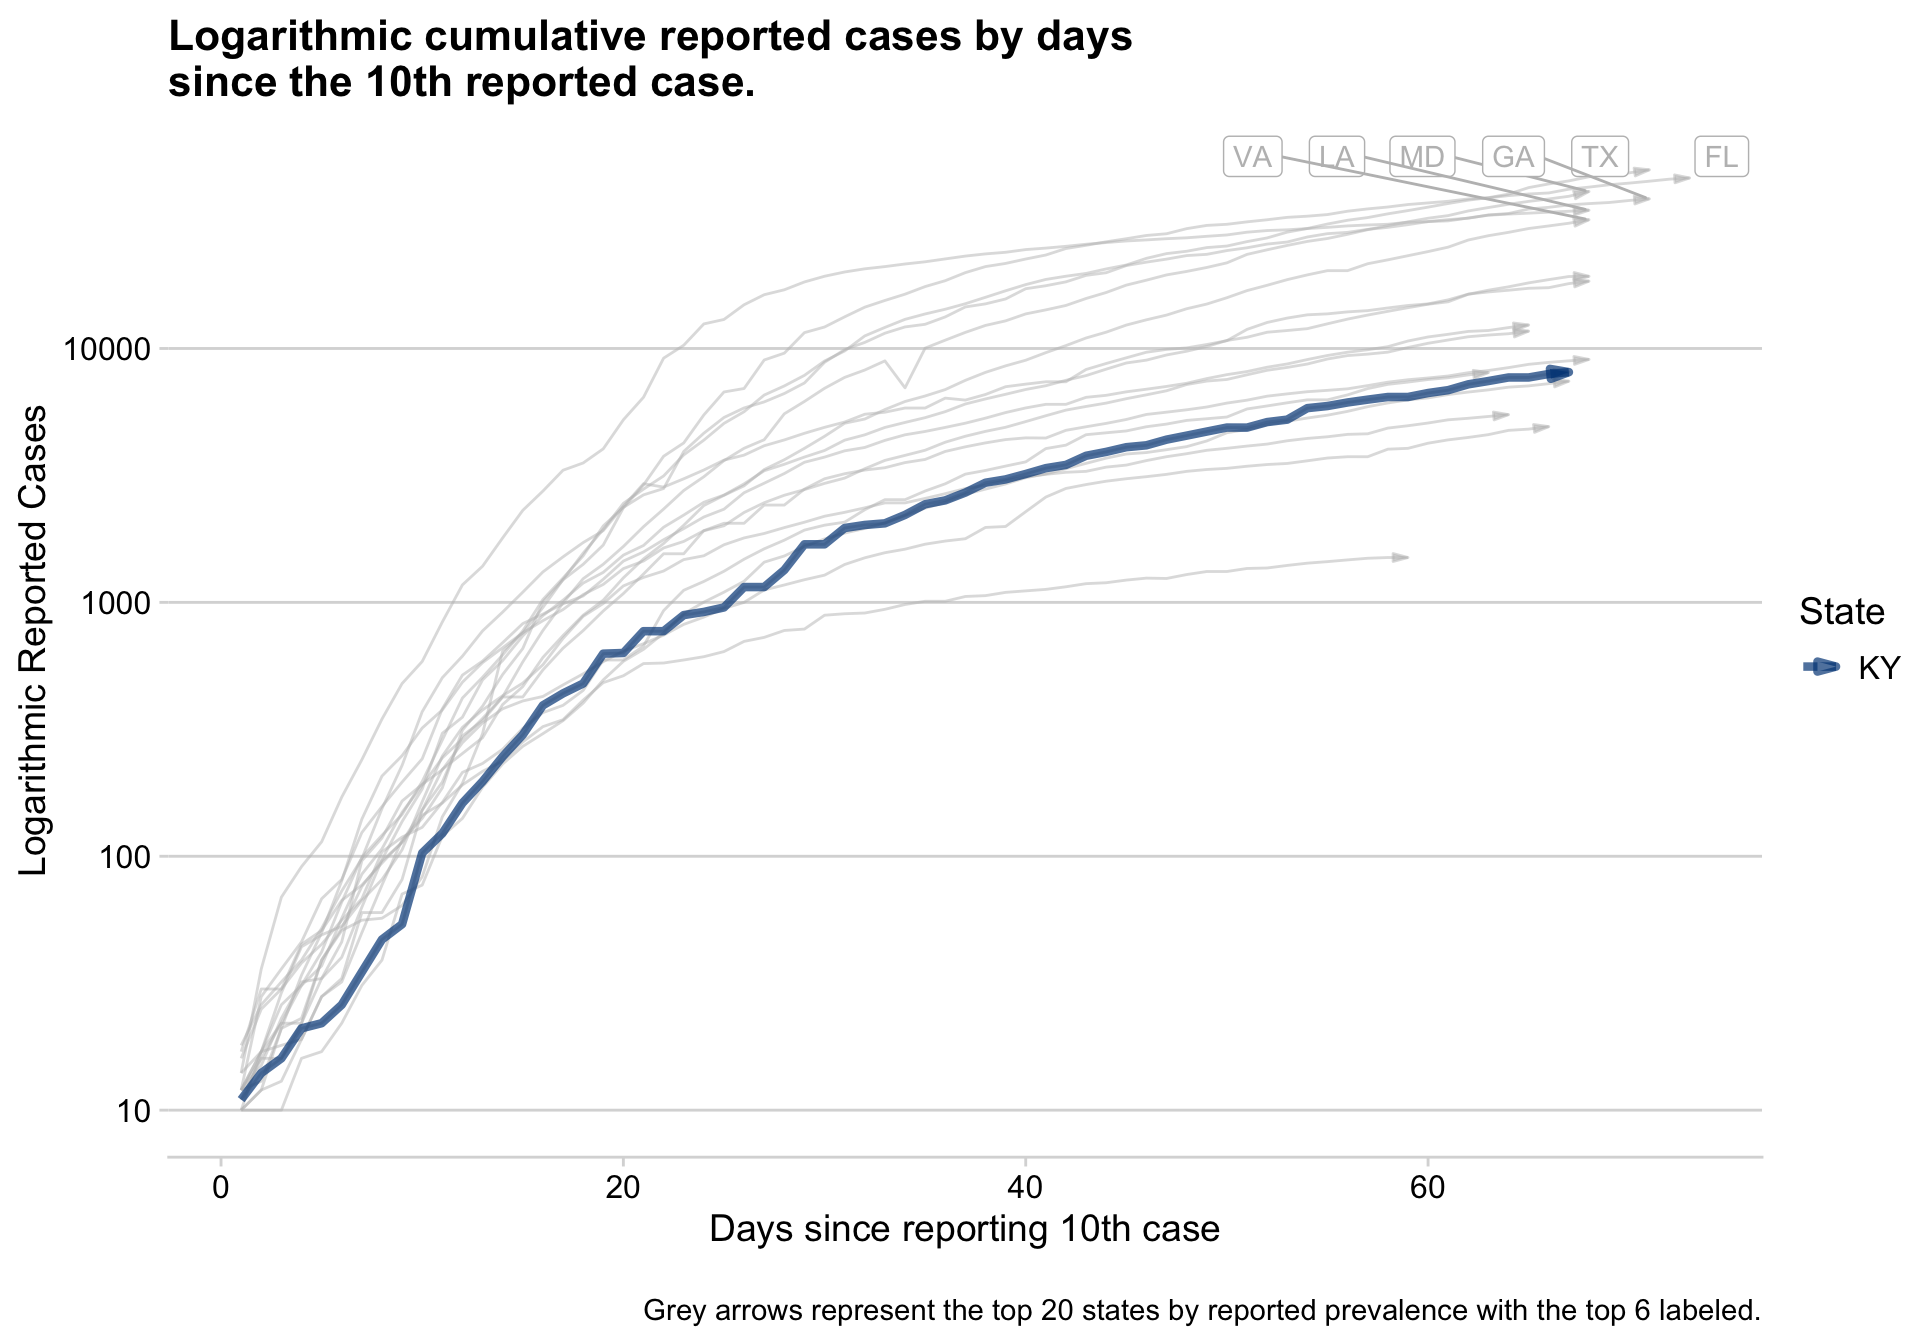 Logarithmic cumulative reported cases by days
since the 10th reported case.
VA LA MD GA TX FL
10000
1000
100
10
Logarithmic Reported Cases
State
KY
0 20 40 60
Days since reporting 10th case
Grey arrows represent the top 20 states by reported prevalence with the top 6 labeled.